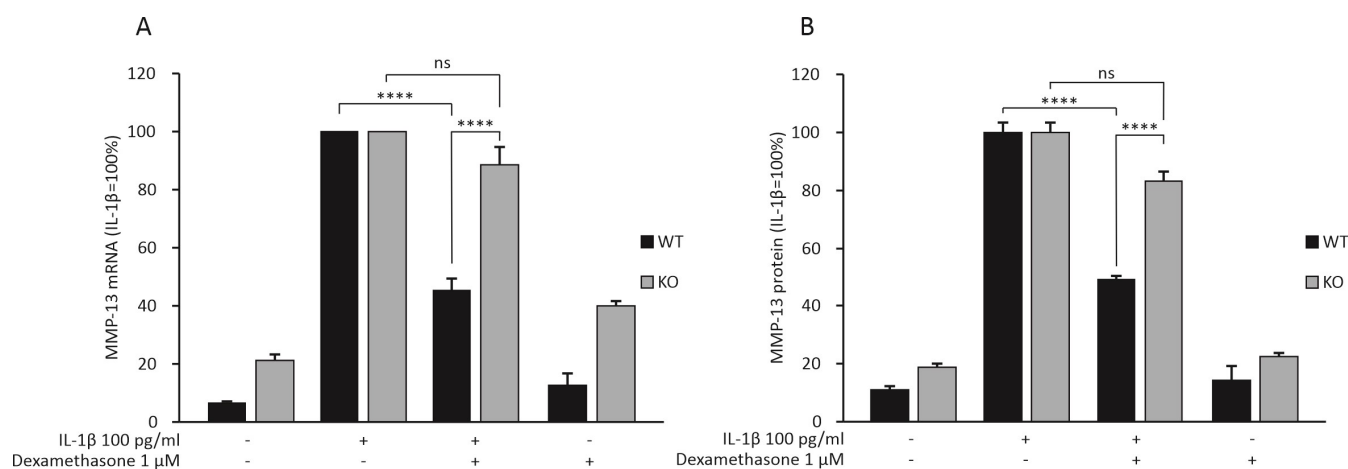 A
MMP-13 mRNA (IL-1β=100%)
120
100
80
60
40
20
0
ns
****
****
WT
KO
IL-1β 100 pg/ml - + + -
Dexamethasone 1 µM - - + +
B
MMP-13 protein (IL-1β=100%)
120
100
80
60
40
20
0
ns
****
****
WT
KO
IL-1β 100 pg/ml - + + -
Dexamethasone 1 µM - - + +